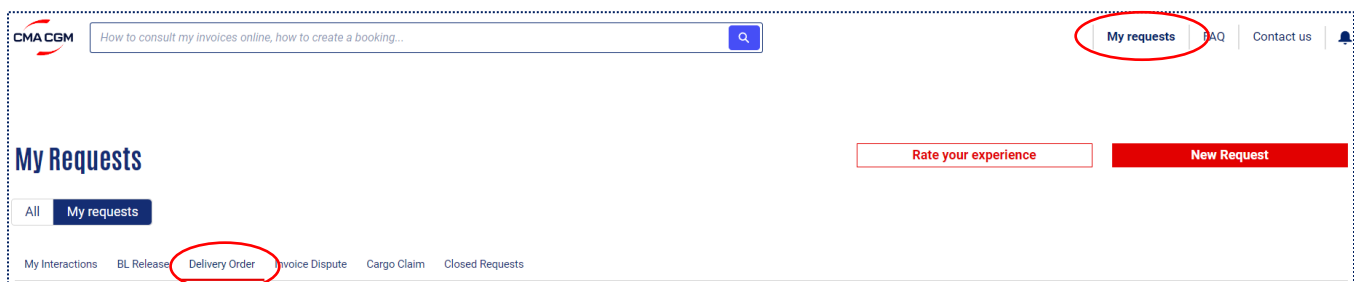 CMA CGM How to consult my invoices online, how to create a booking... My requests FAQ Contact us
My Requests Rate your experience New Request
All My requests
My Interactions BL Release Delivery Order Invoice Dispute Cargo Claim Closed Requests